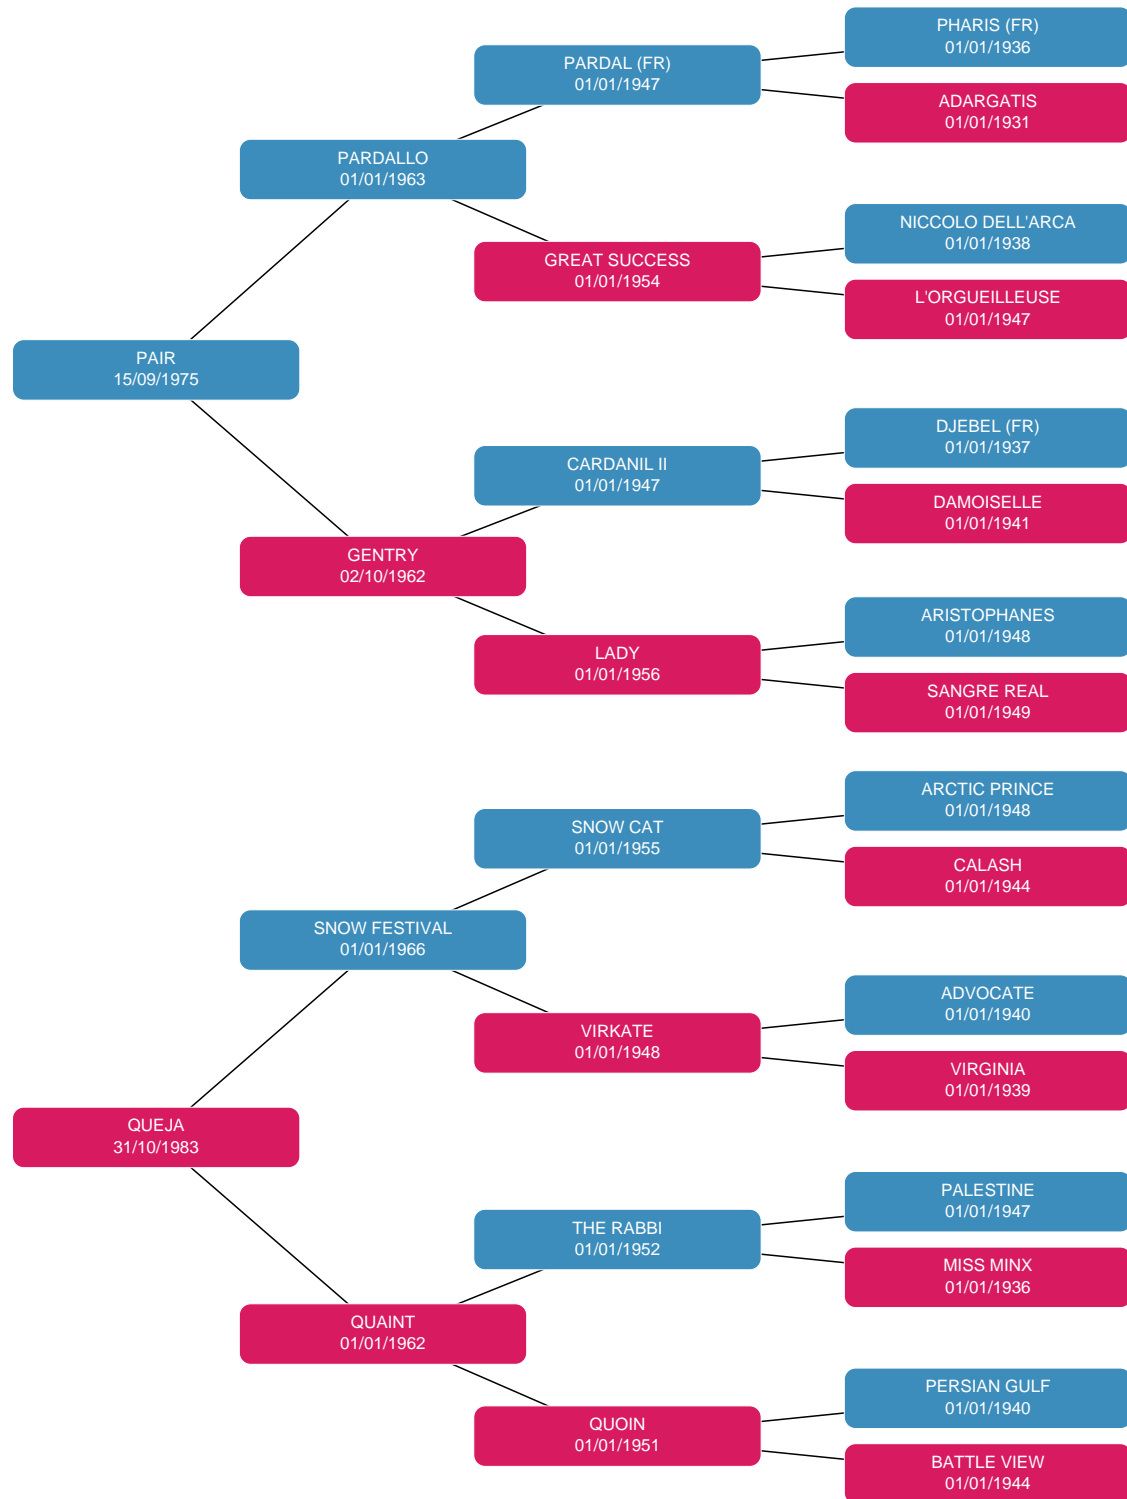 PHARIS (FR)
01/01/1936
PARDAL (FR)
01/01/1947
ADARGATIS
01/01/1931
PARDALLO
01/01/1963
NICCOLO DELL'ARCA
01/01/1938
GREAT SUCCESS
01/01/1954
L'ORGUEILLEUSE
01/01/1947
PAIR
15/09/1975
DJEBEL (FR)
01/01/1937
CARDANIL II
01/01/1947
DAMOISELLE
01/01/1941
GENTRY
02/10/1962
ARISTOPHANES
01/01/1948
LADY
01/01/1956
SANGRE REAL
01/01/1949
ARCTIC PRINCE
01/01/1948
SNOW CAT
01/01/1955
CALASH
01/01/1944
SNOW FESTIVAL
01/01/1966
ADVOCATE
01/01/1940
VIRKATE
01/01/1948
VIRGINIA
01/01/1939
QUEJA
31/10/1983
PALESTINE
01/01/1947
THE RABBI
01/01/1952
MISS MINX
01/01/1936
QUAINT
01/01/1962
PERSIAN GULF
01/01/1940
QUOIN
01/01/1951
BATTLE VIEW
01/01/1944